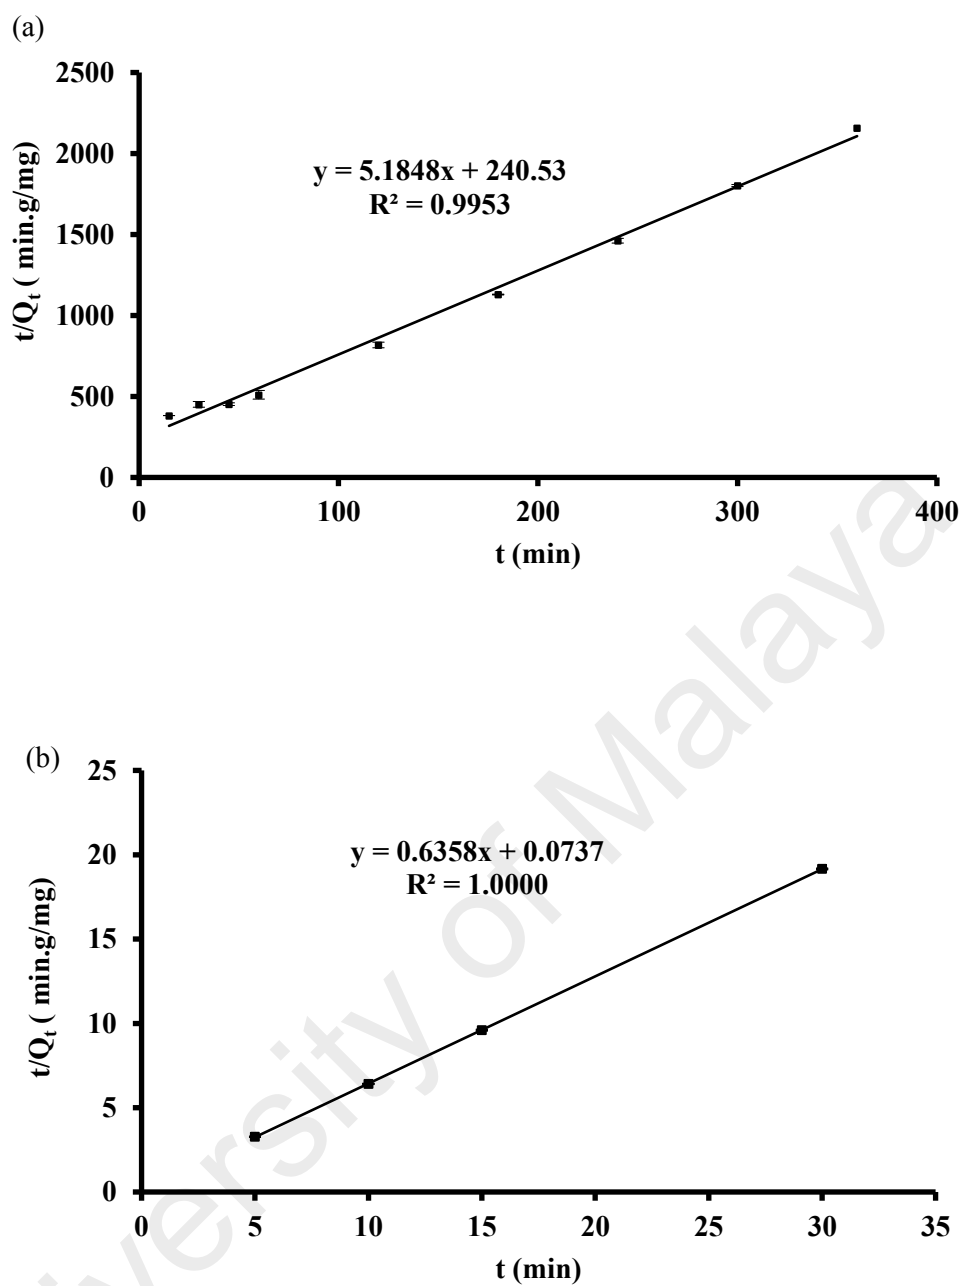 (a)
2500
2000
1500
1000
500
0
t/Qt ( min.g/mg)
y = 5.1848x + 240.53
R² = 0.9953
0 100 200 300 400
t (min)
(b)
25
20
15
10
5
0
t/Qt ( min.g/mg)
y = 0.6358x + 0.0737
R² = 1.0000
0 5 10 15 20 25 30 35
t (min)
versity of Malaya